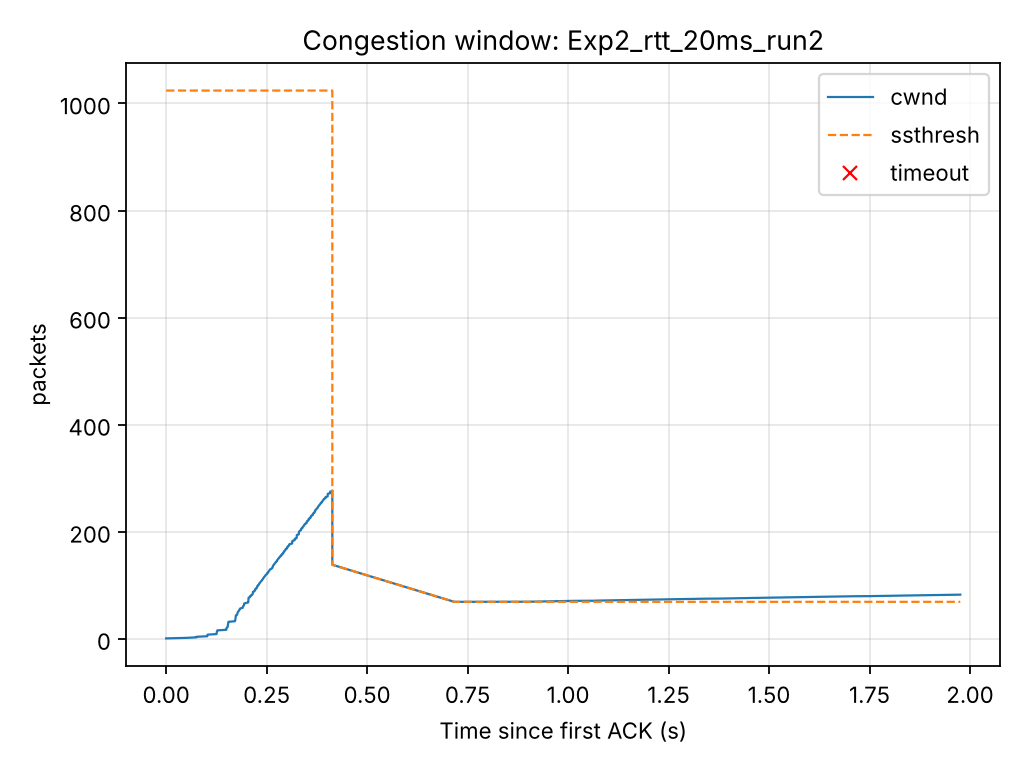 Congestion window: Exp2_rtt_20ms_run2
cwnd
ssthresh
timeout
packets
1000
800
600
400
200
0
0.00 0.25 0.50 0.75 1.00 1.25 1.50 1.75 2.00
Time since first ACK (s)